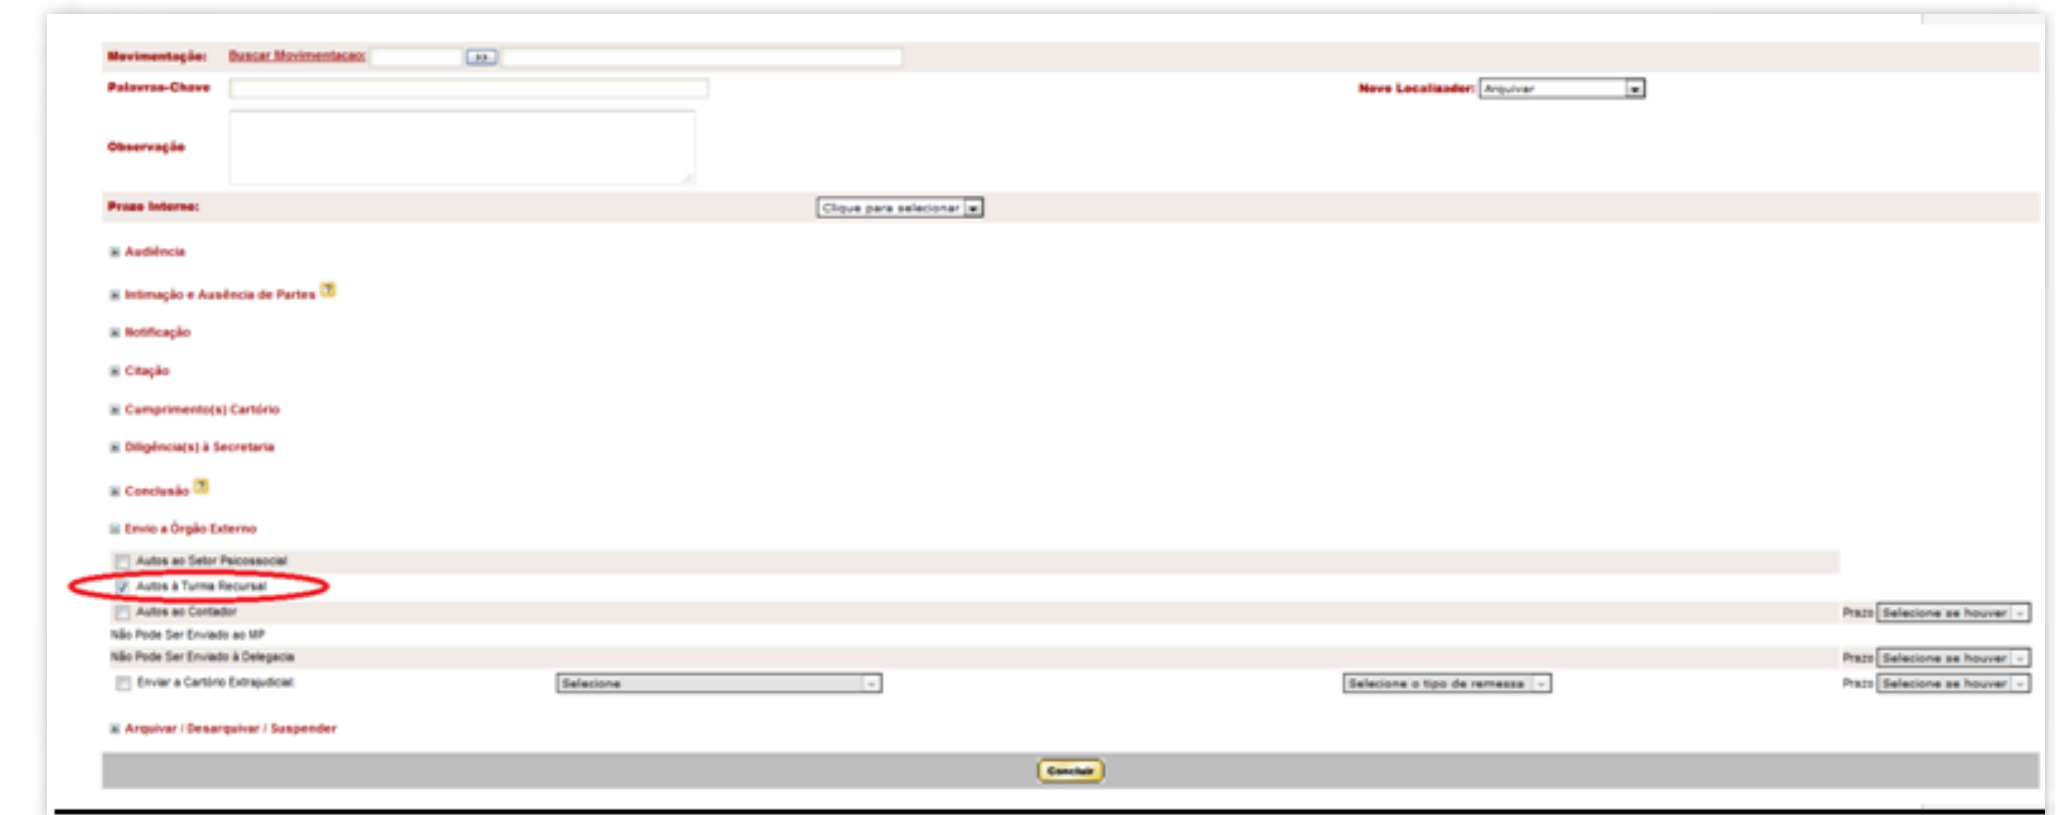 Movimentação: Buscar Movimentacao: >>
Palavras-Chave Novo Localizador: Arquivar
Observação
Prazo Interno: Clique para selecionar
Audiência
Intimação e Ausência de Partes ?
Notificação
Citação
Cumprimento(s) Cartório
Diligência(s) à Secretaria
Conclusão ?
Envio a Órgão Externo
Autos ao Setor Psicossocial
Autos à Turma Recursal
Autos ao Contador Prazo Selecione se houver
Não Pode Ser Enviado ao MP
Não Pode Ser Enviado à Delegacia Prazo Selecione se houver
Enviar a Cartório Extrajudicial: Selecione Selecione o tipo de remessa Prazo Selecione se houver
Arquivar / Desarquivar / Suspender
Concluir